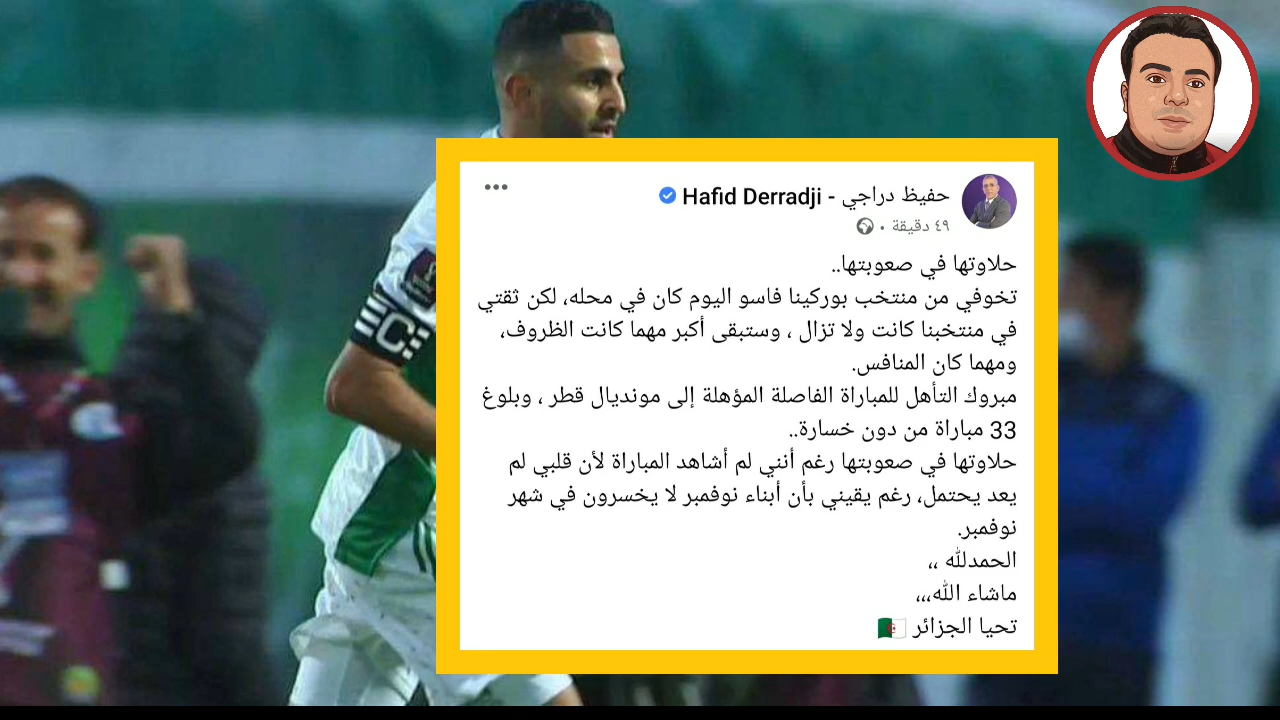 حفيظ دراجي - Hafid Derradji
٤٩ دقيقة ·
حلاوتها في صعوبتها..
تخوفي من منتخب بوركينا فاسو اليوم كان في محله، لكن ثقتي
في منتخبنا كانت ولا تزال ، وستبقى أكبر مهما كانت الظروف،
ومهما كان المنافس.
مبروك التأهل للمباراة الفاصلة المؤهلة إلى مونديال قطر ، وبلوغ
33 مباراة من دون خسارة..
حلاوتها في صعوبتها رغم أنني لم أشاهد المباراة لأن قلبي لم
يعد يحتمل، رغم يقيني بأن أبناء نوفمبر لا يخسرون في شهر
نوفمبر.
الحمدلله ،،
ماشاء الله،،،
تحيا الجزائر 🇩🇿
C